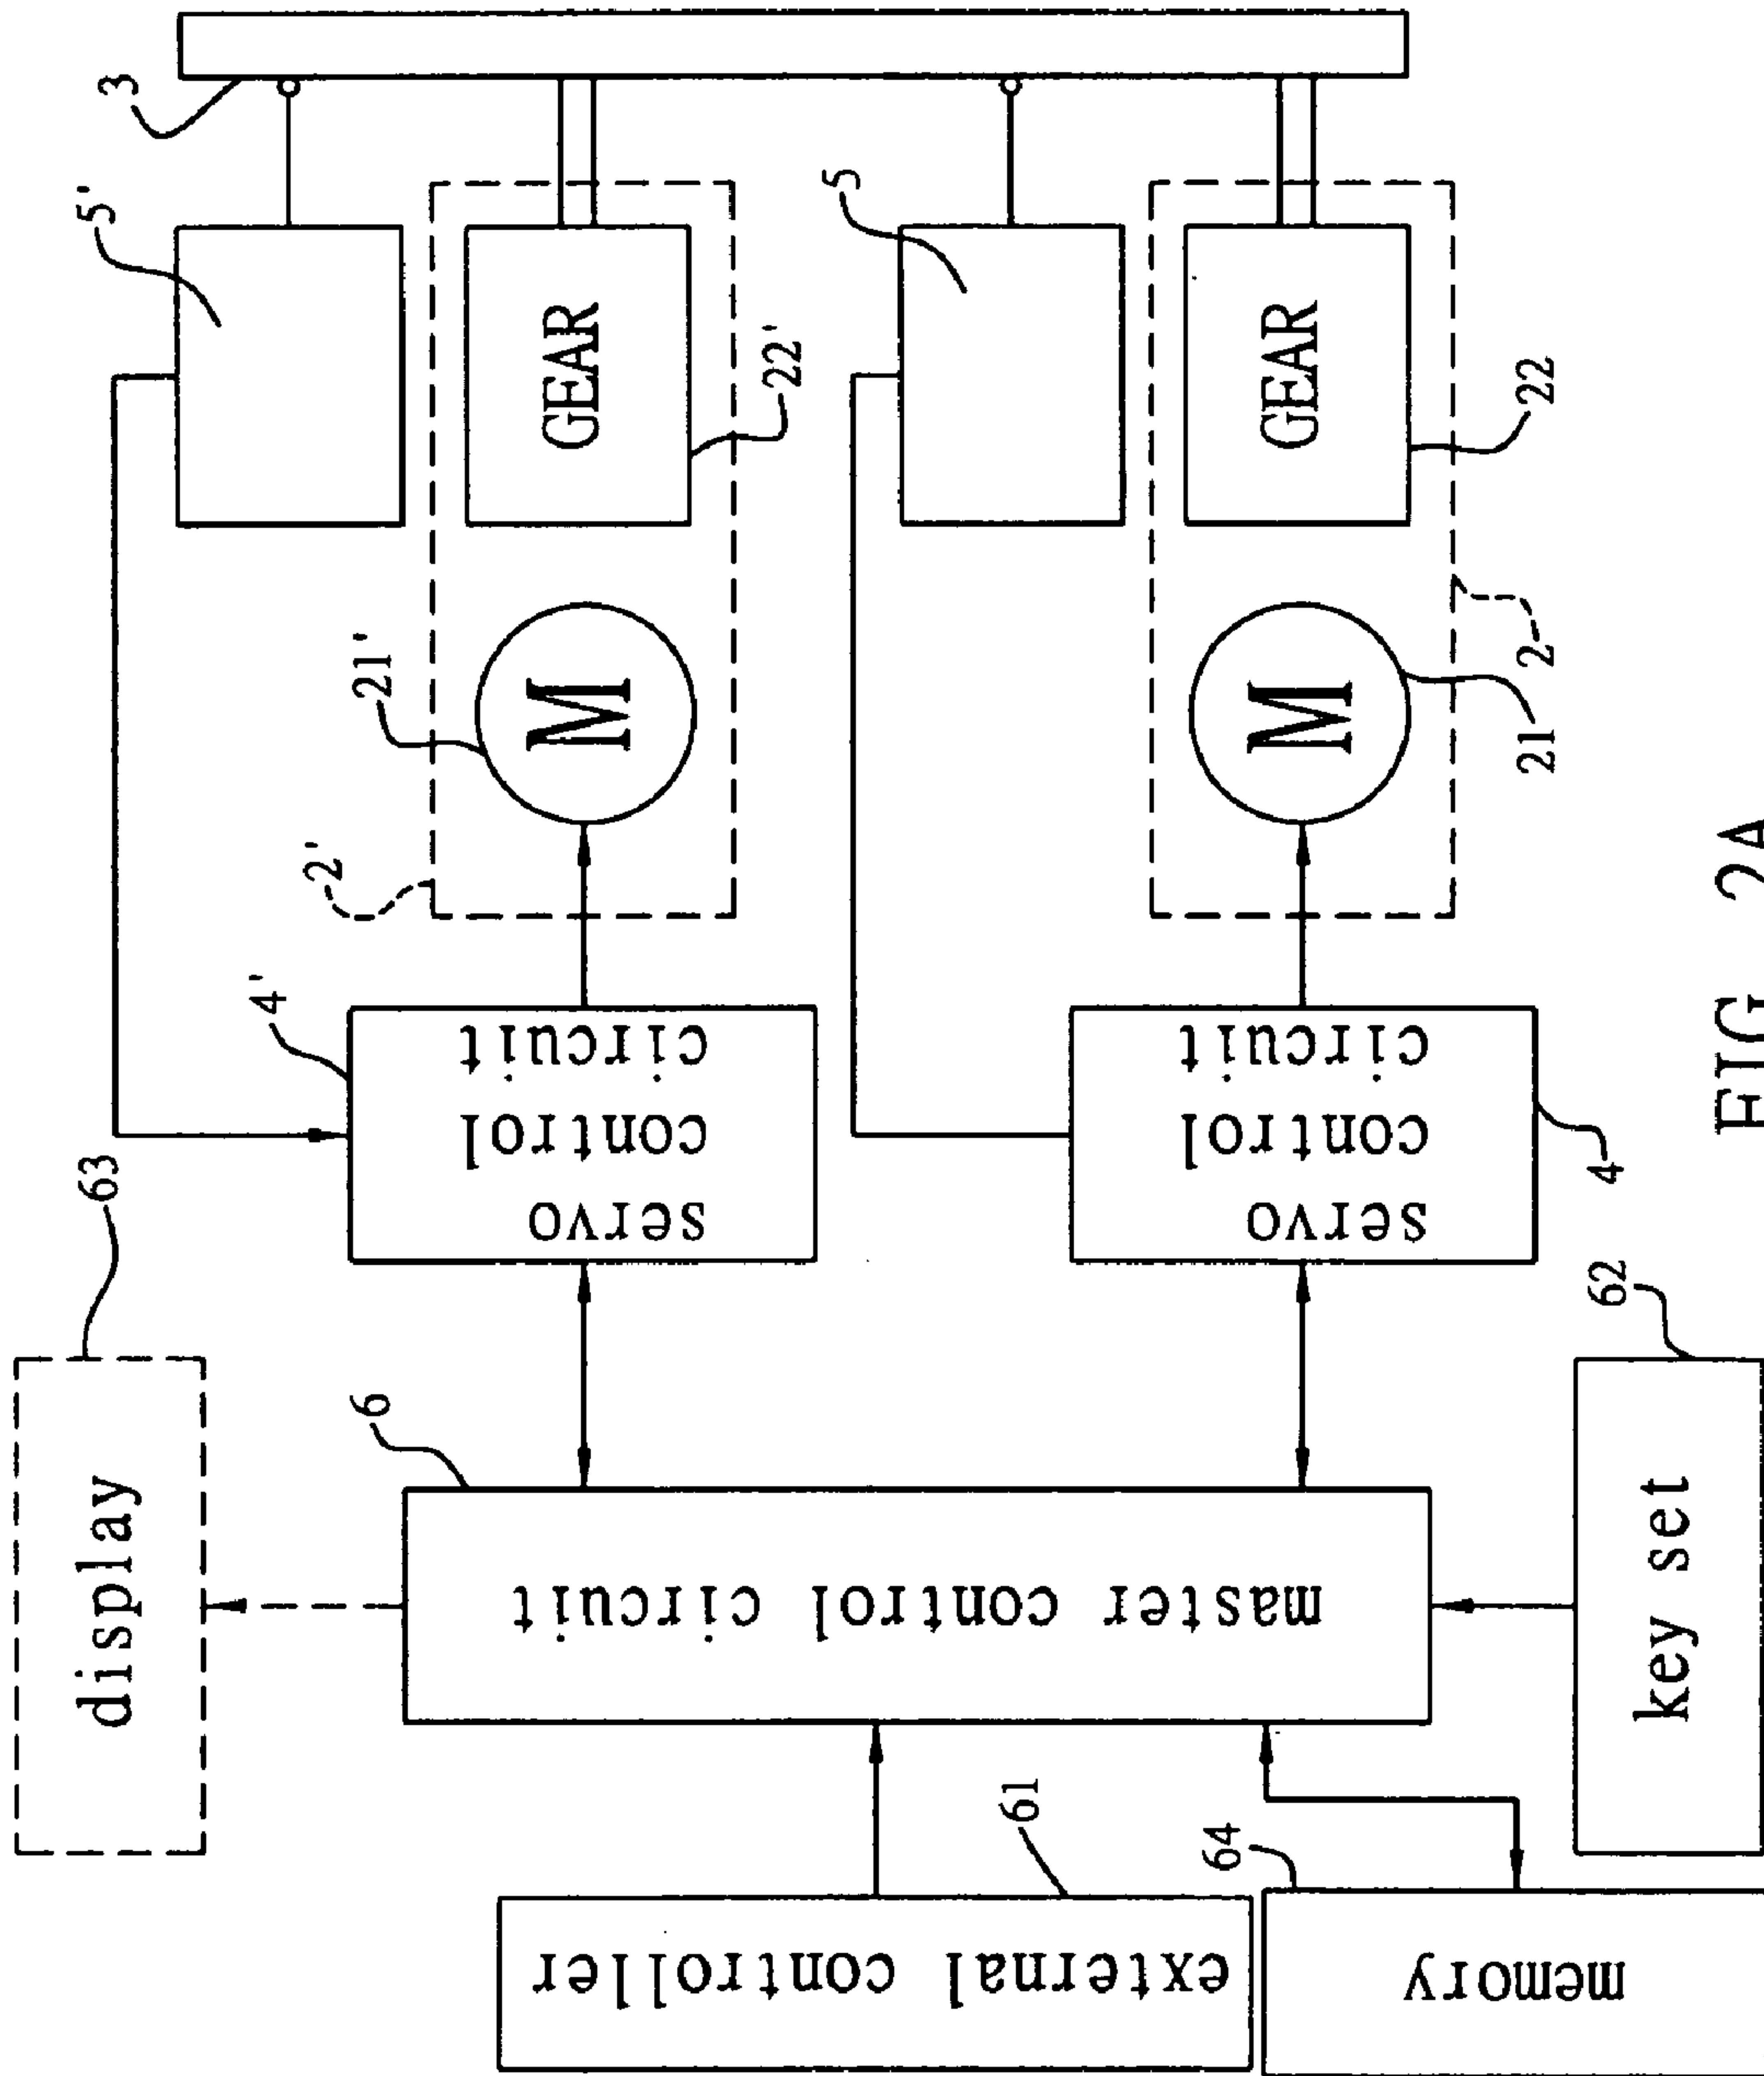 3
5'
22'
GEAR
21'
M
2'
4'
servo
control
circuit
5
22
GEAR
2
21
M
4
servo
control
circuit
63
display
6
master control circuit
62
key set
61
external controller
64
memory
FIG. 2A